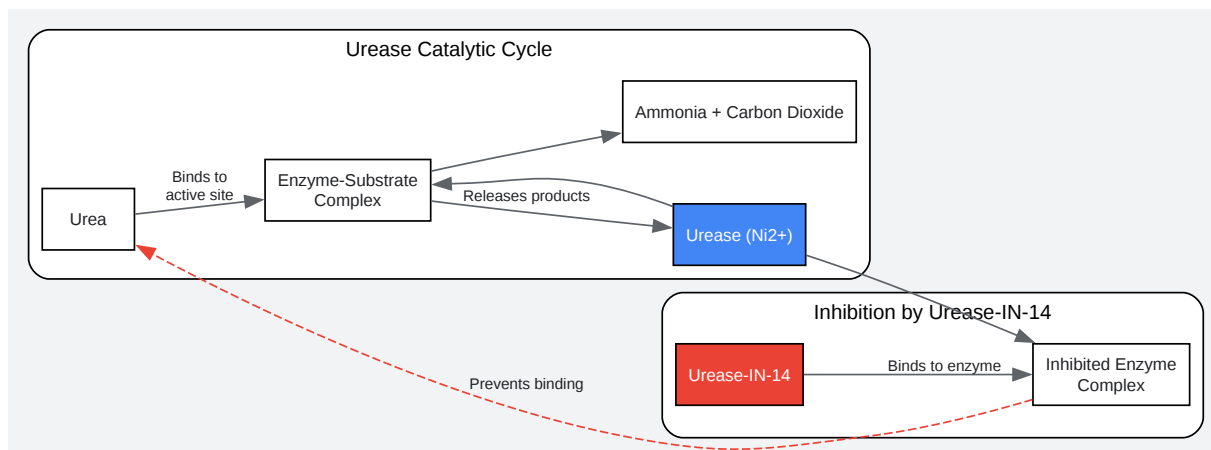 Urease Catalytic Cycle
Ammonia + Carbon Dioxide
Binds to
active site
Enzyme-Substrate
Complex
Releases products
Urea
Urease (Ni2+)
Inhibition by Urease-IN-14
Urease-IN-14
Binds to enzyme
Inhibited Enzyme
Complex
Prevents binding